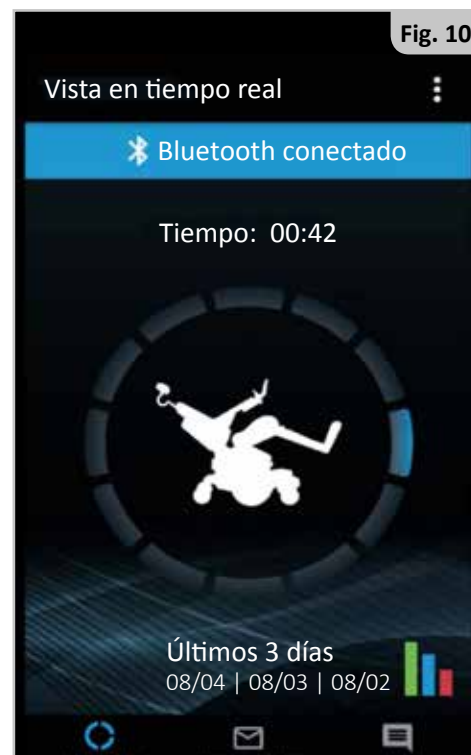 Fig. 10
Vista en tiempo real
Bluetooth conectado
Tiempo: 00:42
Últimos 3 días
08/04 | 08/03 | 08/02